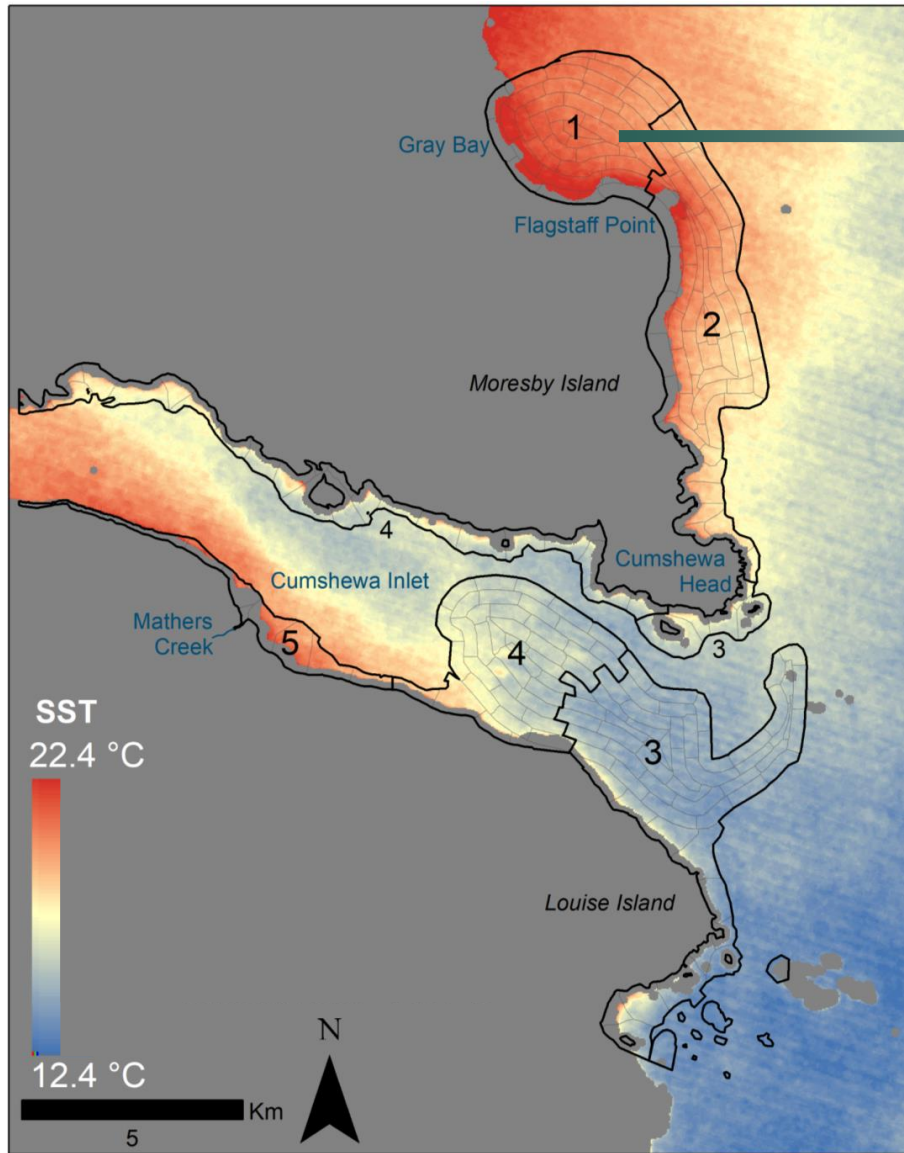 1
Gray Bay
Flagstaff Point
2
Moresby Island
4
Cumshewa Inlet
Cumshewa
Head
Mathers
Creek
5
4
3
3
SST
22.4 °C
Louise Island
12.4 °C
N
Km
5